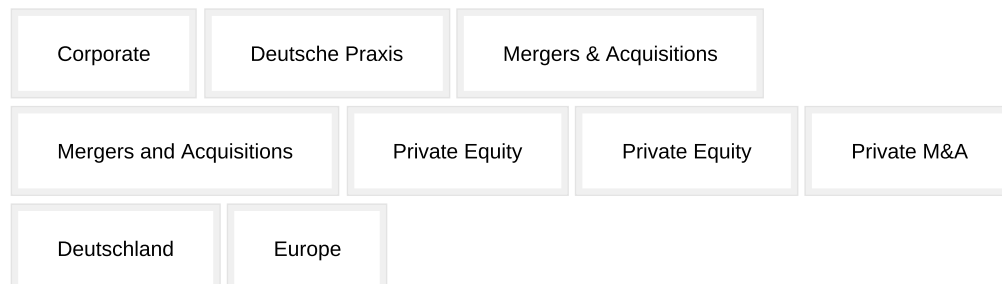 Corporate Deutsche Praxis Mergers & Acquisitions
Mergers and Acquisitions Private Equity Private Equity Private M&A
Deutschland Europe